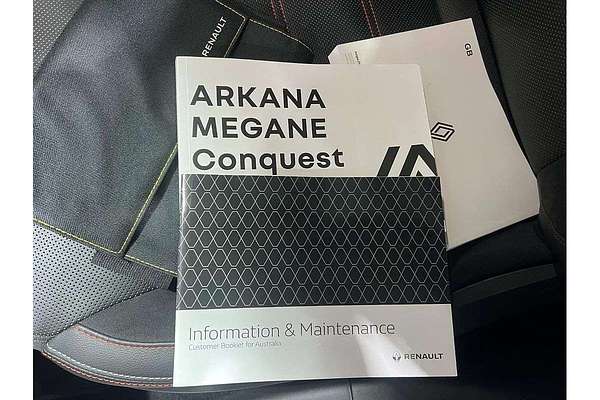 RENAULT
GB
ARKANA
MEGANE
Conquest
Information & Maintenance
Customer Booklet for Australia
RENAULT